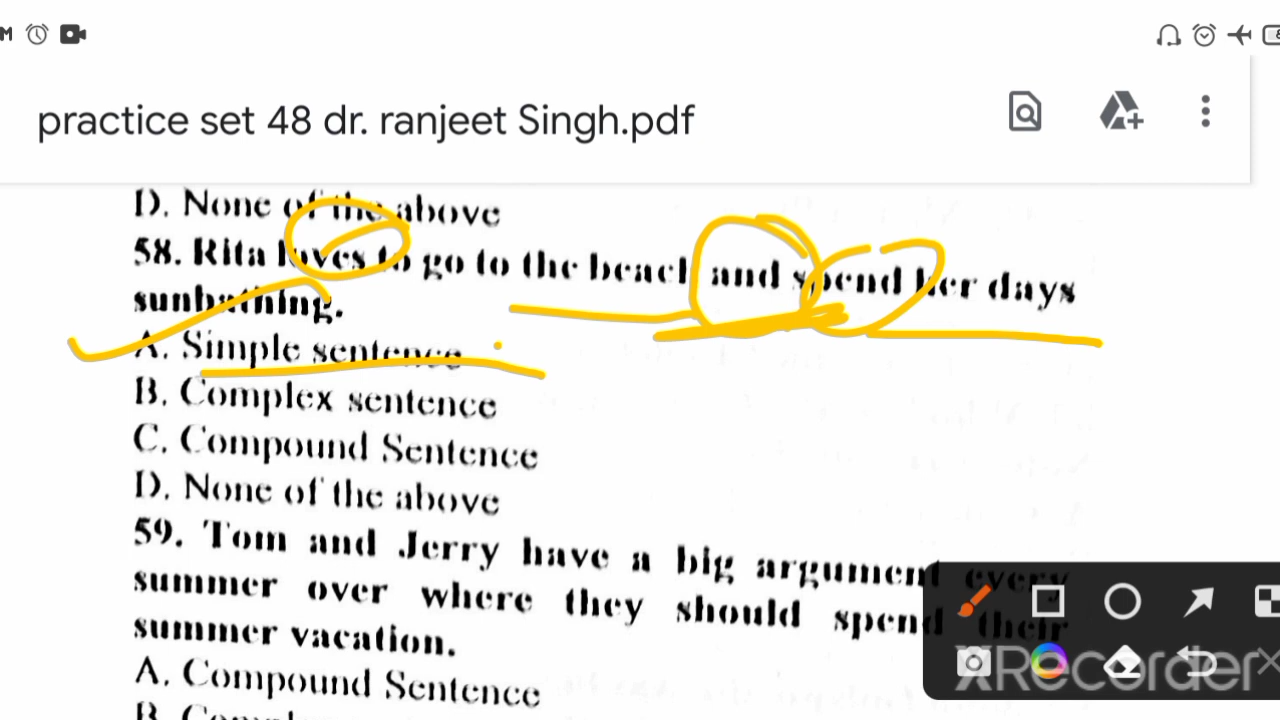 M
practice set 48 dr. ranjeet Singh.pdf
D. None of the above
58. Rita loves to go to the beach and spend her days
sunbathing.
A. Simple sentence
B. Complex sentence
C. Compound Sentence
D. None of the above
59. Tom and Jerry have a big argument every
summer over where they should spend their
summer vacation.
A. Compound Sentence
B.
XRecorder